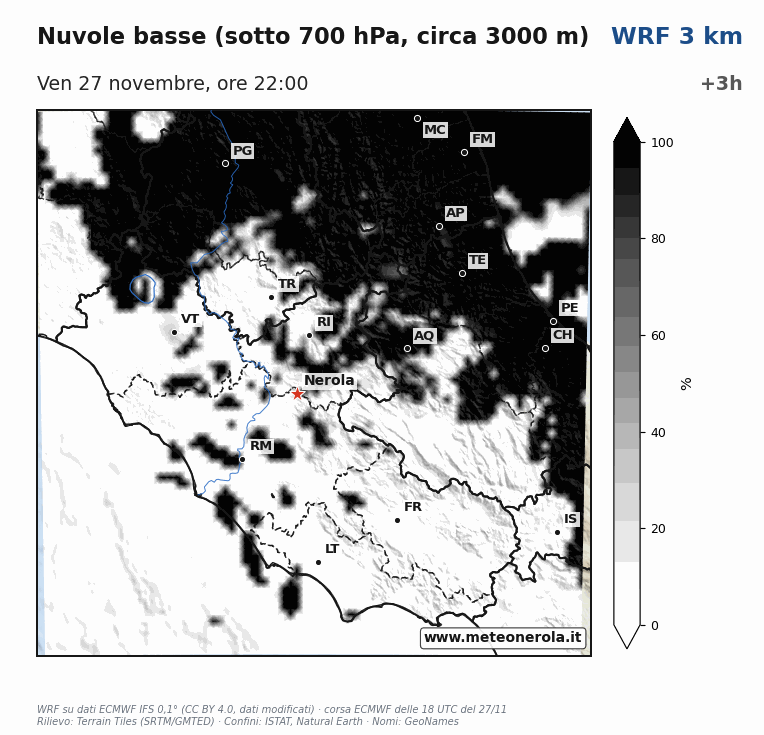 Nuvole basse (sotto 700 hPa, circa 3000 m) WRF 3 km
Ven 27 novembre, ore 22:00 +3h
MC
FM
PG
AP
TE
TR
PE
VT
RI
AQ
CH
Nerola
RM
FR
IS
LT
www.meteonerola.it
100
80
60
40
20
0
%
WRF su dati ECMWF IFS 0,1° (CC BY 4.0, dati modificati) · corsa ECMWF delle 18 UTC del 27/11
Rilievo: Terrain Tiles (SRTM/GMTED) · Confini: ISTAT, Natural Earth · Nomi: GeoNames